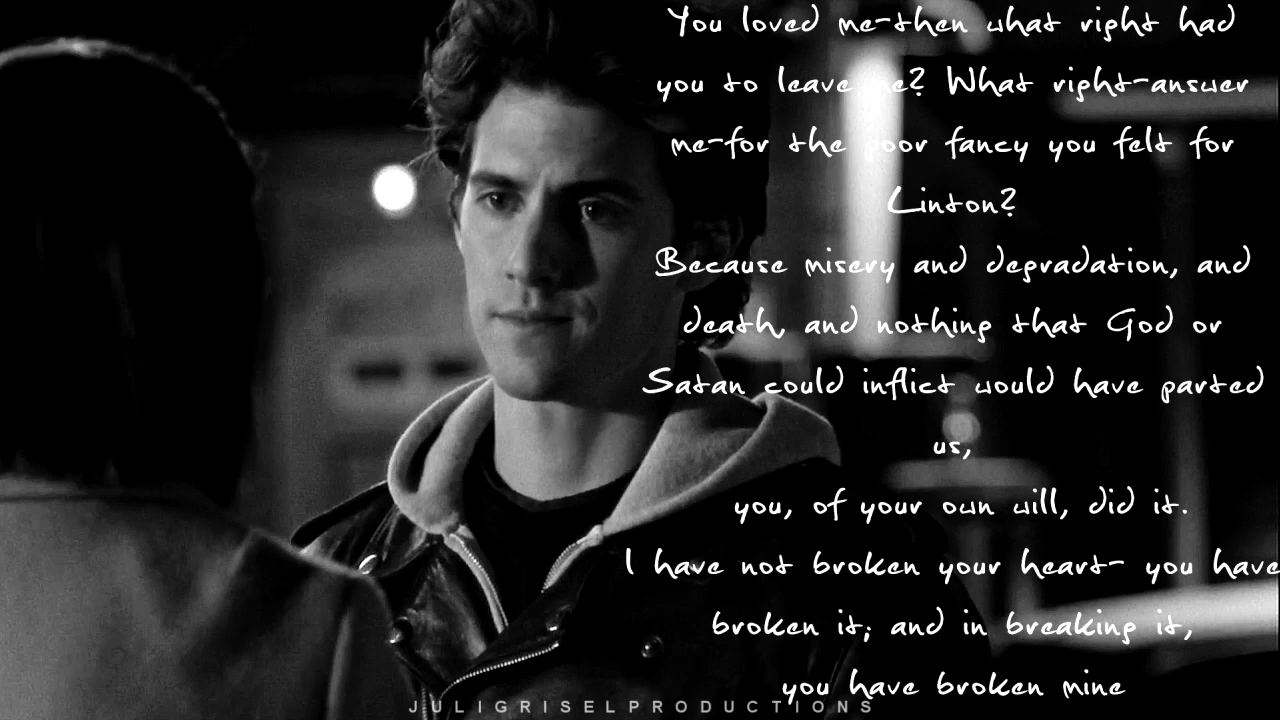 You loved me-then what right had
you to leave me? What right-answer
me-for the poor fancy you felt for
Linton?
Because misery and degradation, and
death, and nothing that God or
Satan could inflict would have parted
us,
you, of your own will, did it.
I have not broken your heart- you have
broken it; and in breaking it,
you have broken mine
JULIGRISELPRODUCTIONS